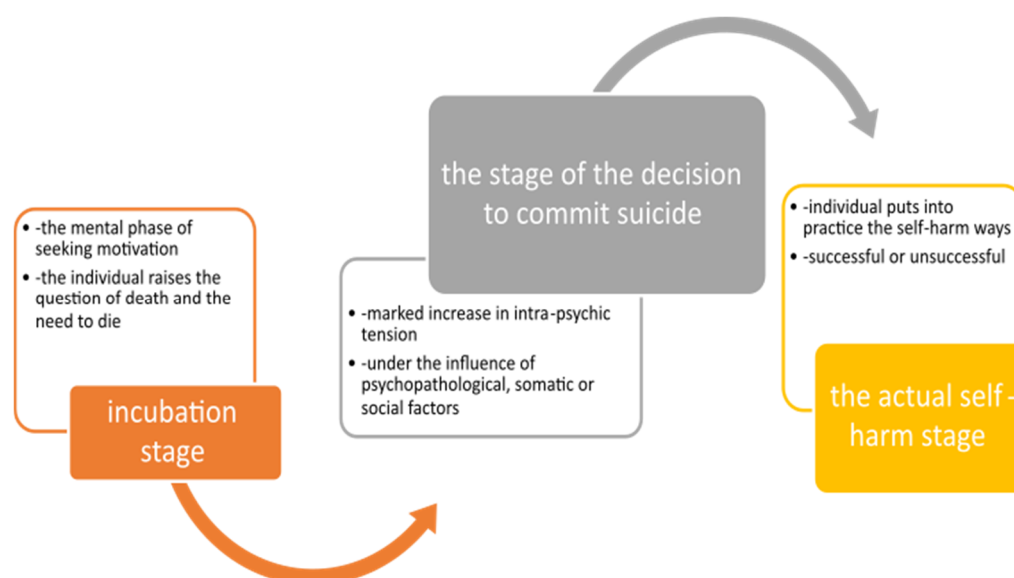 • -the mental phase of
seeking motivation
• -the individual raises the
question of death and the
need to die
incubation
stage
the stage of the decision
to commit suicide
• -marked increase in intra-psychic
tension
• -under the influence of
psychopathological, somatic or
social factors
• -individual puts into
practice the self-harm ways
• -successful or unsuccessful
the actual self-
harm stage